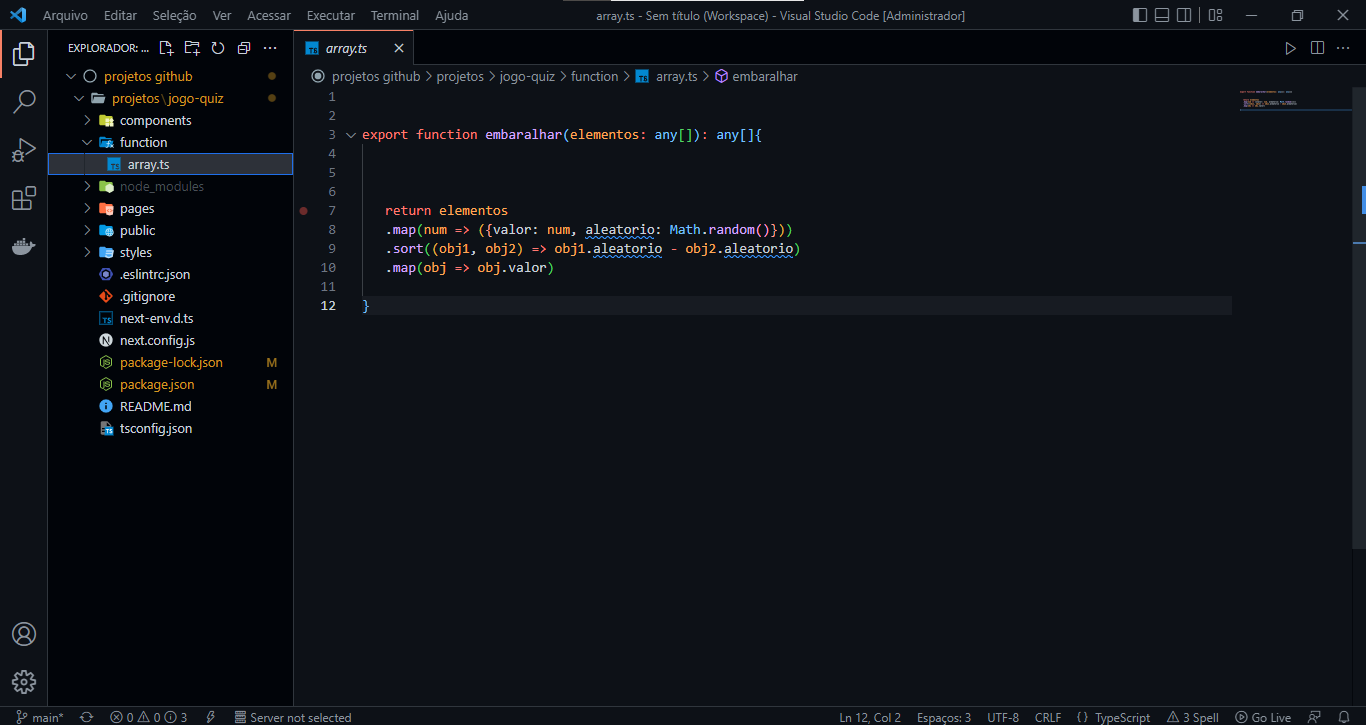 Arquivo Editar Seleção Ver Acessar Executar Terminal Ajuda array.ts - Sem título (Workspace) - Visual Studio Code [Administrador]
EXPLORADOR: ...
array.ts
projetos github
projetos\jogo-quiz
components
function
array.ts
node_modules
pages
public
styles
.eslintrc.json
.gitignore
next-env.d.ts
next.config.js
package-lock.json M
package.json M
README.md
tsconfig.json
projetos github > projetos > jogo-quiz > function > array.ts > embaralhar
1
2
3 export function embaralhar(elementos: any[]): any[]{
4
5
6
7 return elementos
8 .map(num => ({valor: num, aleatorio: Math.random()}))
9 .sort((obj1, obj2) => obj1.aleatorio - obj2.aleatorio)
10 .map(obj => obj.valor)
11
12 }
main* 0 0 3 Server not selected Ln 12, Col 2 Espaços: 3 UTF-8 CRLF {} TypeScript 3 Spell Go Live